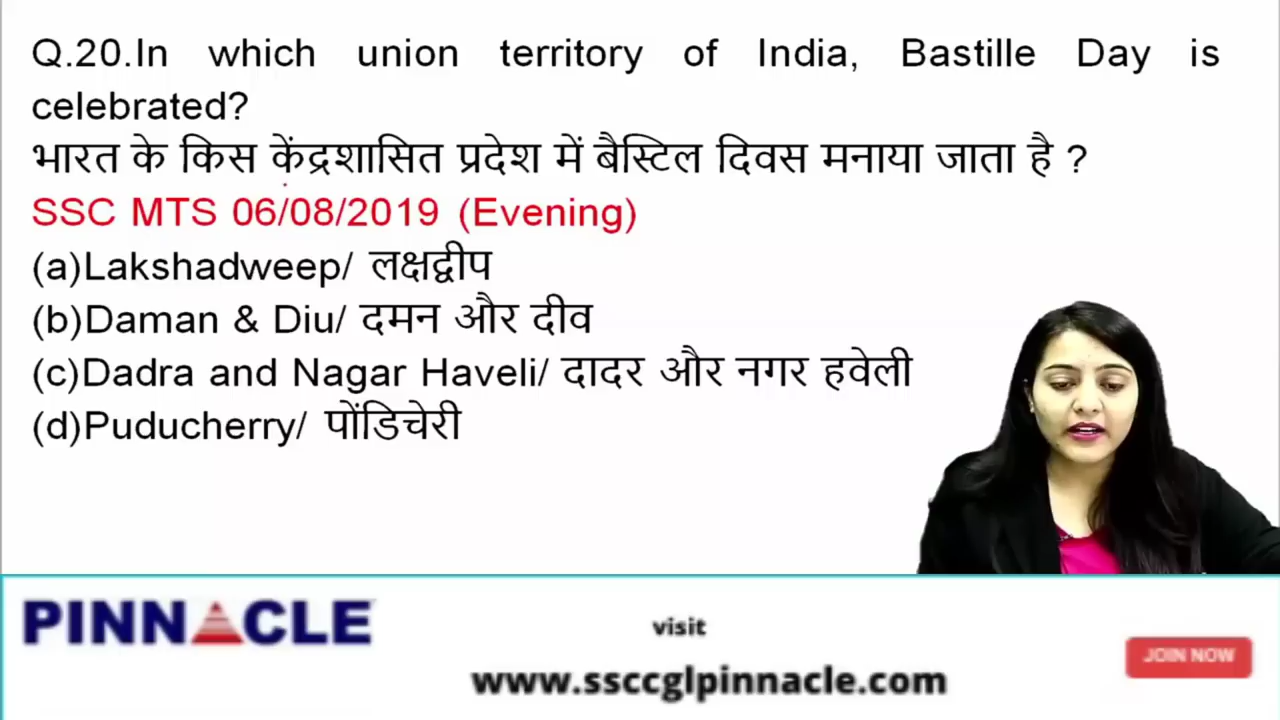 Q.20.In which union territory of India, Bastille Day is
celebrated?
भारत के किस केंद्रशासित प्रदेश में बैस्टिल दिवस मनाया जाता है ?
SSC MTS 06/08/2019 (Evening)
(a)Lakshadweep/ लक्षद्वीप
(b)Daman & Diu/ दमन और दीव
(c)Dadra and Nagar Haveli/ दादर और नगर हवेली
(d)Puducherry/ पोंडिचेरी
PINNACLE
visit
www.ssccglpinnacle.com
JOIN NOW